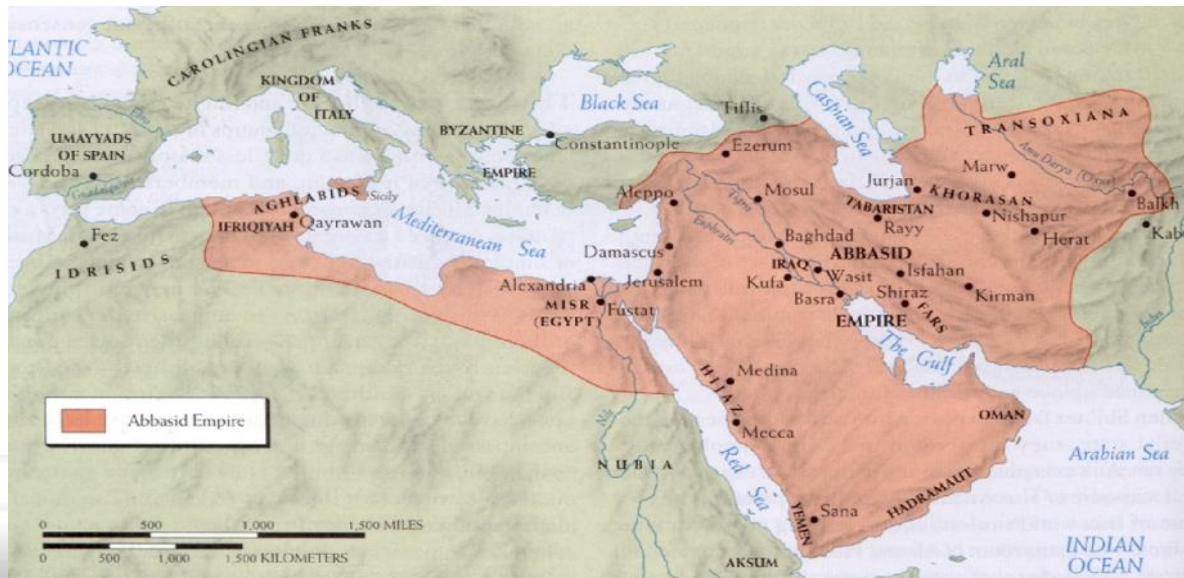 ATLANTIC
OCEAN
CAROLINGIAN FRANKS
KINGDOM
OF
ITALY
Black Sea
Caspian Sea
Aral
Sea
Tiflis
TRANSOXIANA
UMAYYADS
OF SPAIN
BYZANTINE
EMPIRE
Constantinople
Ezerum
Marw
Amu Darya (Oxus)
Cordoba
Aleppo
Tigris
Mosul
Jurjan
KHORASAN
Balkh
AGHLABIDS
Sicily
TABARISTAN
Nishapur
IFRIQIYAH
Qayrawan
Mediterranean Sea
Euphrates
Rayy
Herat
Fez
Damascus
Baghdad
ABBASID
IDRISIDS
IRAQ
Wasit
Isfahan
Alexandria
Jerusalem
Kufa
Shiraz
Kirman
MISR
(EGYPT)
Fustat
Basra
EMPIRE
FARS
The Gulf
HIJAZ
Medina
Abbasid Empire
OMAN
Mecca
Arabian Sea
NUBIA
Red Sea
HADRAMAUT
Sana
YEMEN
0 500 1,000 1,500 MILES
0 500 1,000 1,500 KILOMETERS
AKSUM
INDIAN
OCEAN